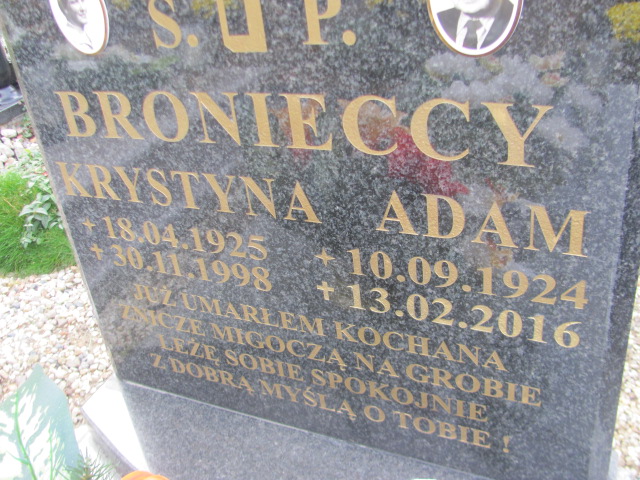 S. P.
BRONIECCY
KRYSTYNA ADAM
+ 18.04.1925 + 10.09.1924
+ 30.11.1998 + 13.02.2016
JUŻ UMARŁEM KOCHANA
ZNICZE MIGOCZĄ NA GROBIE
LEŻĘ SOBIE SPOKOJNIE
Z DOBRĄ MYŚLĄ O TOBIE !